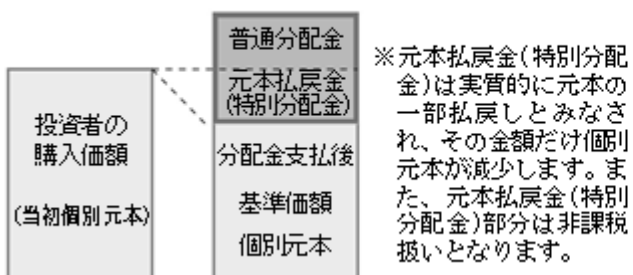 投資者の
購入価額
(当初個別元本)
普通分配金
元本払戻金
(特別分配金)
分配金支払後
基準価額
個別元本
※元本払戻金(特別分配
金)は実質的に元本の
一部払戻しとみなさ
れ、その金額だけ個別
元本が減少します。ま
た、元本払戻金(特別
分配金)部分は非課税
扱いとなります。